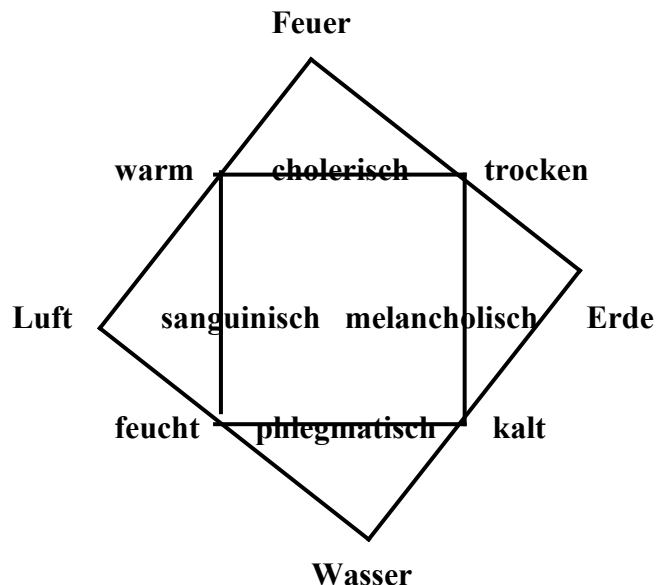 Feuer
warm cholerisch trocken
Luft sanguinisch melancholisch Erde
feucht phlegmatisch kalt
Wasser